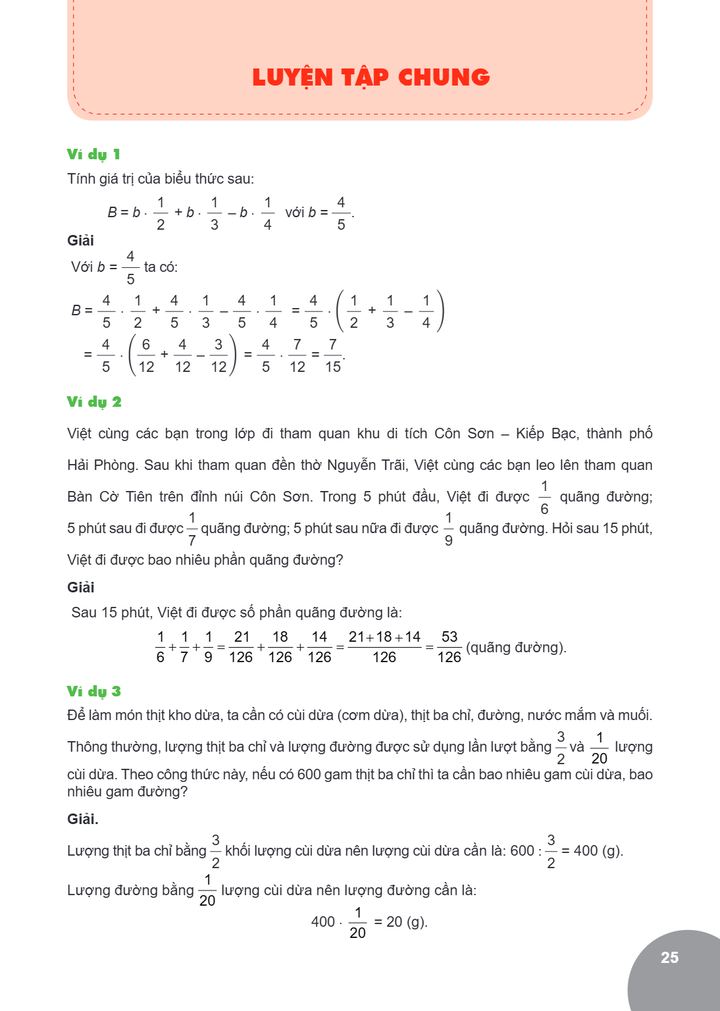 LUYỆN TẬP CHUNG
Ví dụ 1
Tính giá trị của biểu thức sau:
B = b · 1/2 + b · 1/3 – b · 1/4 với b = 4/5.
Giải
Với b = 4/5 ta có:
B = 4/5 · 1/2 + 4/5 · 1/3 – 4/5 · 1/4 = 4/5 · (1/2 + 1/3 – 1/4)
= 4/5 · (6/12 + 4/12 – 3/12) = 4/5 · 7/12 = 7/15.
Ví dụ 2
Việt cùng các bạn trong lớp đi tham quan khu di tích Côn Sơn – Kiếp Bạc, thành phố
Hải Phòng. Sau khi tham quan đền thờ Nguyễn Trãi, Việt cùng các bạn leo lên tham quan
Bàn Cờ Tiên trên đỉnh núi Côn Sơn. Trong 5 phút đầu, Việt đi được 1/6 quãng đường;
5 phút sau đi được 1/7 quãng đường; 5 phút sau nữa đi được 1/9 quãng đường. Hỏi sau 15 phút,
Việt đi được bao nhiêu phần quãng đường?
Giải
Sau 15 phút, Việt đi được số phần quãng đường là:
1/6 + 1/7 + 1/9 = 21/126 + 18/126 + 14/126 = (21+18+14)/126 = 53/126 (quãng đường).
Ví dụ 3
Để làm món thịt kho dừa, ta cần có cùi dừa (cơm dừa), thịt ba chỉ, đường, nước mắm và muối.
Thông thường, lượng thịt ba chỉ và lượng đường được sử dụng lần lượt bằng 3/2 và 1/20 lượng
cùi dừa. Theo công thức này, nếu có 600 gam thịt ba chỉ thì ta cần bao nhiêu gam cùi dừa, bao
nhiêu gam đường?
Giải.
Lượng thịt ba chỉ bằng 3/2 khối lượng cùi dừa nên lượng cùi dừa cần là: 600 : 3/2 = 400 (g).
Lượng đường bằng 1/20 lượng cùi dừa nên lượng đường cần là:
400 · 1/20 = 20 (g).
25